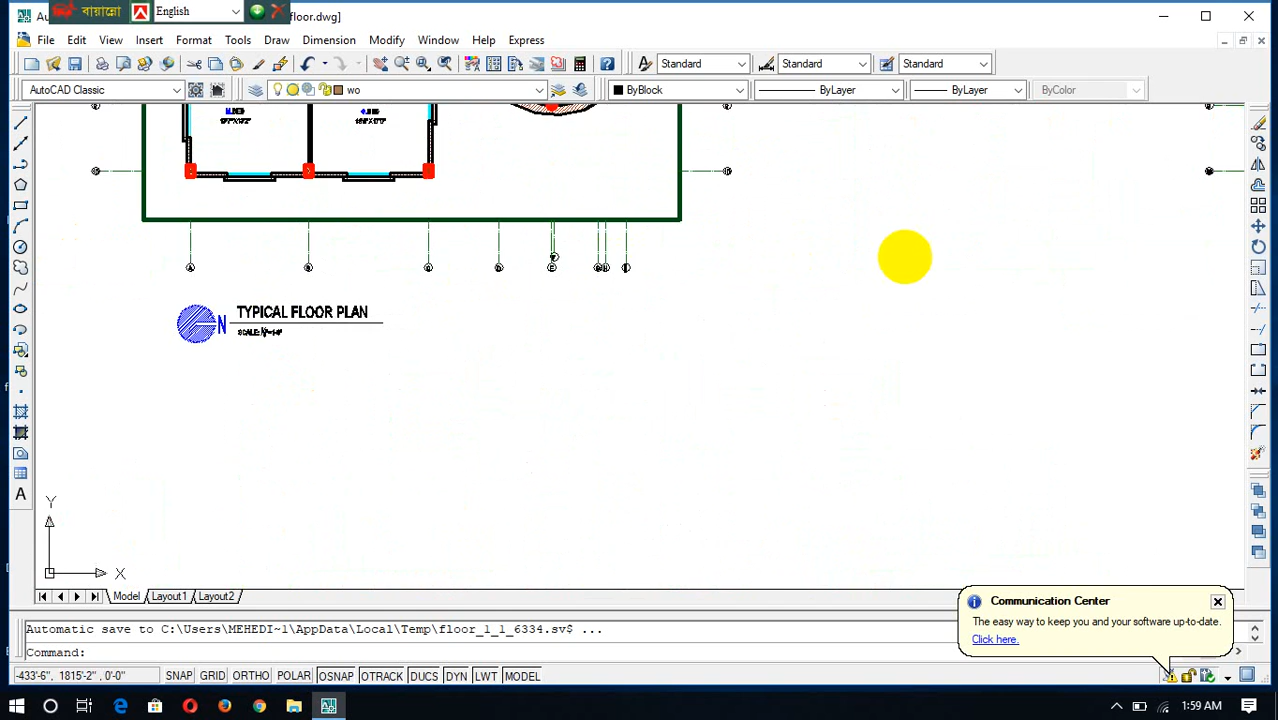 বায়ান্নো
English
floor.dwg]
File Edit View Insert Format Tools Draw Dimension Modify Window Help Express
Standard Standard Standard
AutoCAD Classic wo ByBlock ByLayer ByLayer ByColor
A B D E
N TYPICAL FLOOR PLAN
Y
X
Model Layout1 Layout2
Communication Center
The easy way to keep you and your software up-to-date.
Click here.
Automatic save to C:\Users\MEHEDI~1\AppData\Local\Temp\floor_1_1_6334.sv$ ...
Command:
-433'-6", 1815'-2", 0'-0" SNAP GRID ORTHO POLAR OSNAP OTRACK DUCS DYN LWT MODEL
1:59 AM